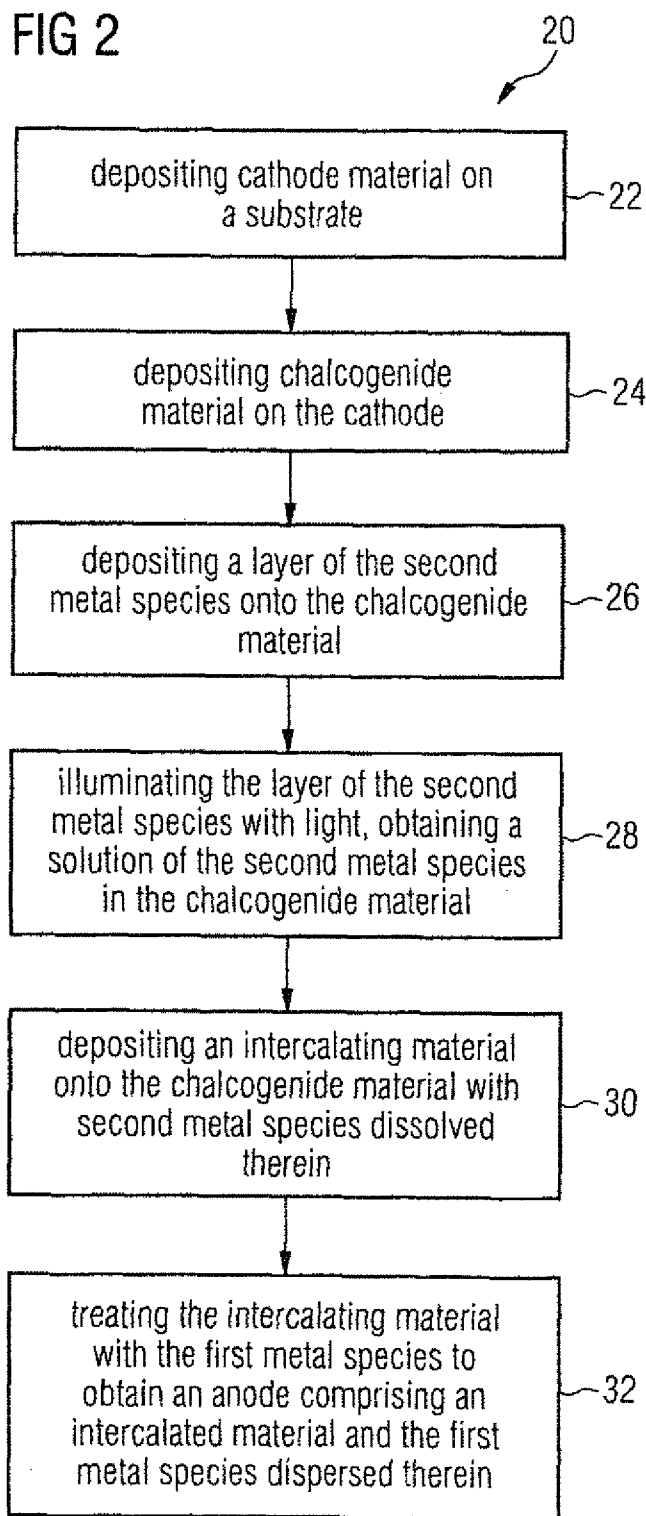 FIG 2
20
depositing cathode material on
a substrate
22
depositing chalcogenide
material on the cathode
24
depositing a layer of the second
metal species onto the chalcogenide
material
26
illuminating the layer of the second
metal species with light, obtaining a
solution of the second metal species
in the chalcogenide material
28
depositing an intercalating material
onto the chalcogenide material with
second metal species dissolved
therein
30
treating the intercalating material
with the first metal species to
obtain an anode comprising an
intercalated material and the first
metal species dispersed therein
32